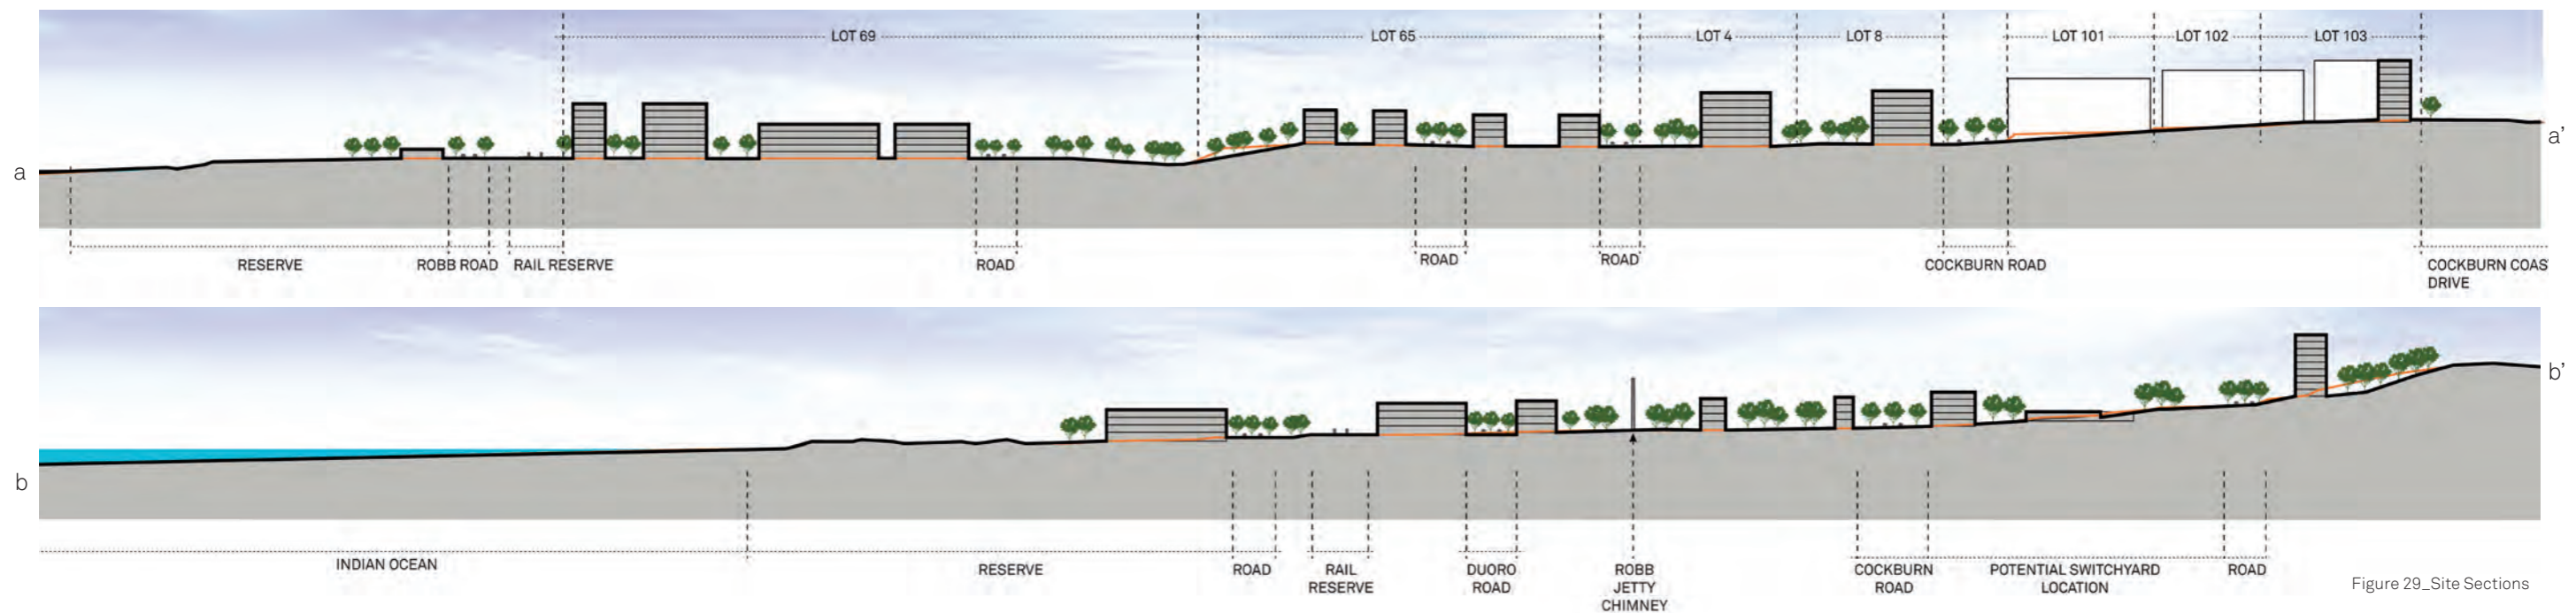 LOT 69
LOT 65
LOT 4
LOT 8
LOT 101
LOT 102
LOT 103
a
a'
RESERVE
ROBB ROAD
RAIL RESERVE
ROAD
ROAD
ROAD
COCKBURN ROAD
COCKBURN COAS
DRIVE
b
b'
INDIAN OCEAN
RESERVE
ROAD
RAIL
RESERVE
DUORO
ROAD
ROBB
JETTY
CHIMNEY
COCKBURN
ROAD
POTENTIAL SWITCHYARD
LOCATION
ROAD
Figure 29_Site Sections